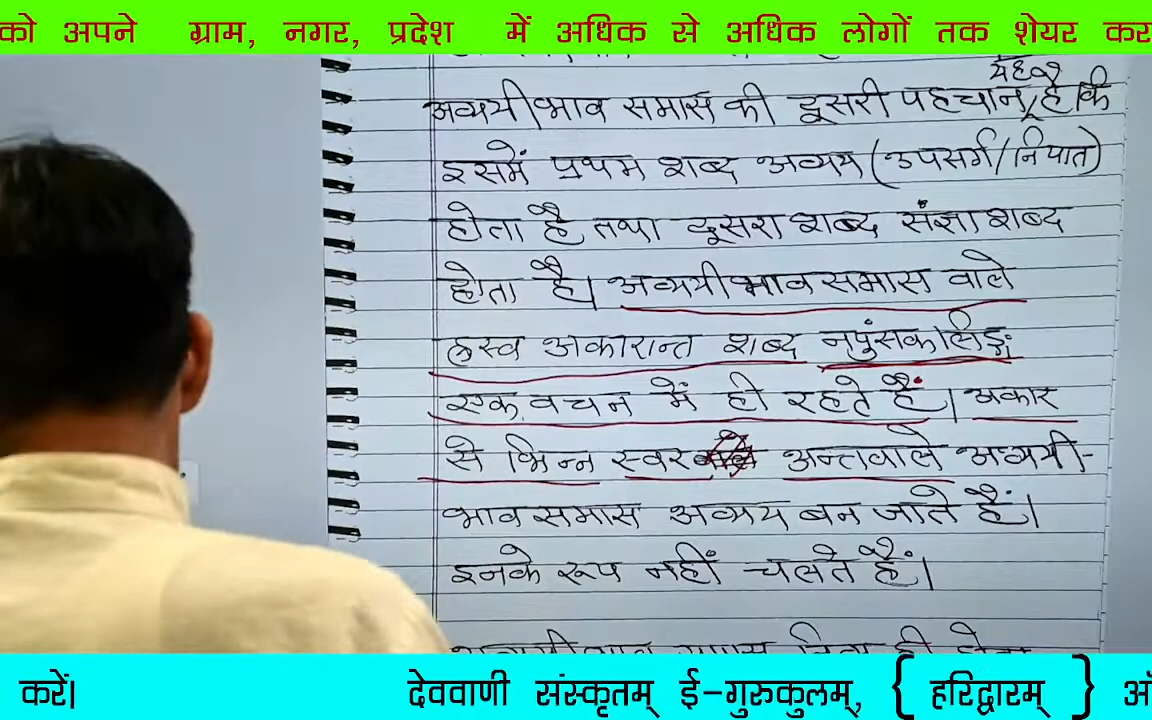 को अपने ग्राम, नगर, प्रदेश में अधिक से अधिक लोगों तक शेयर कर
यह
अव्ययीभाव समास की दूसरी पहचान है कि
इसमें प्रथम शब्द अव्यय (उपसर्ग/निपात)
होता है तथा दूसरा शब्द संज्ञा शब्द
होता है। अव्ययीभाव समास वाले
ह्रस्व अकारान्त शब्द नपुंसकलिङ्ग
एक वचन में ही रहते हैं। अकार
से भिन्न स्वर अन्तवाले अव्ययी-
भाव समास अव्यय बन जाते हैं।
इनके रूप नहीं चलते हैं।
करें। देववाणी संस्कृतम् ई-गुरुकुलम्, { हरिद्वारम् }